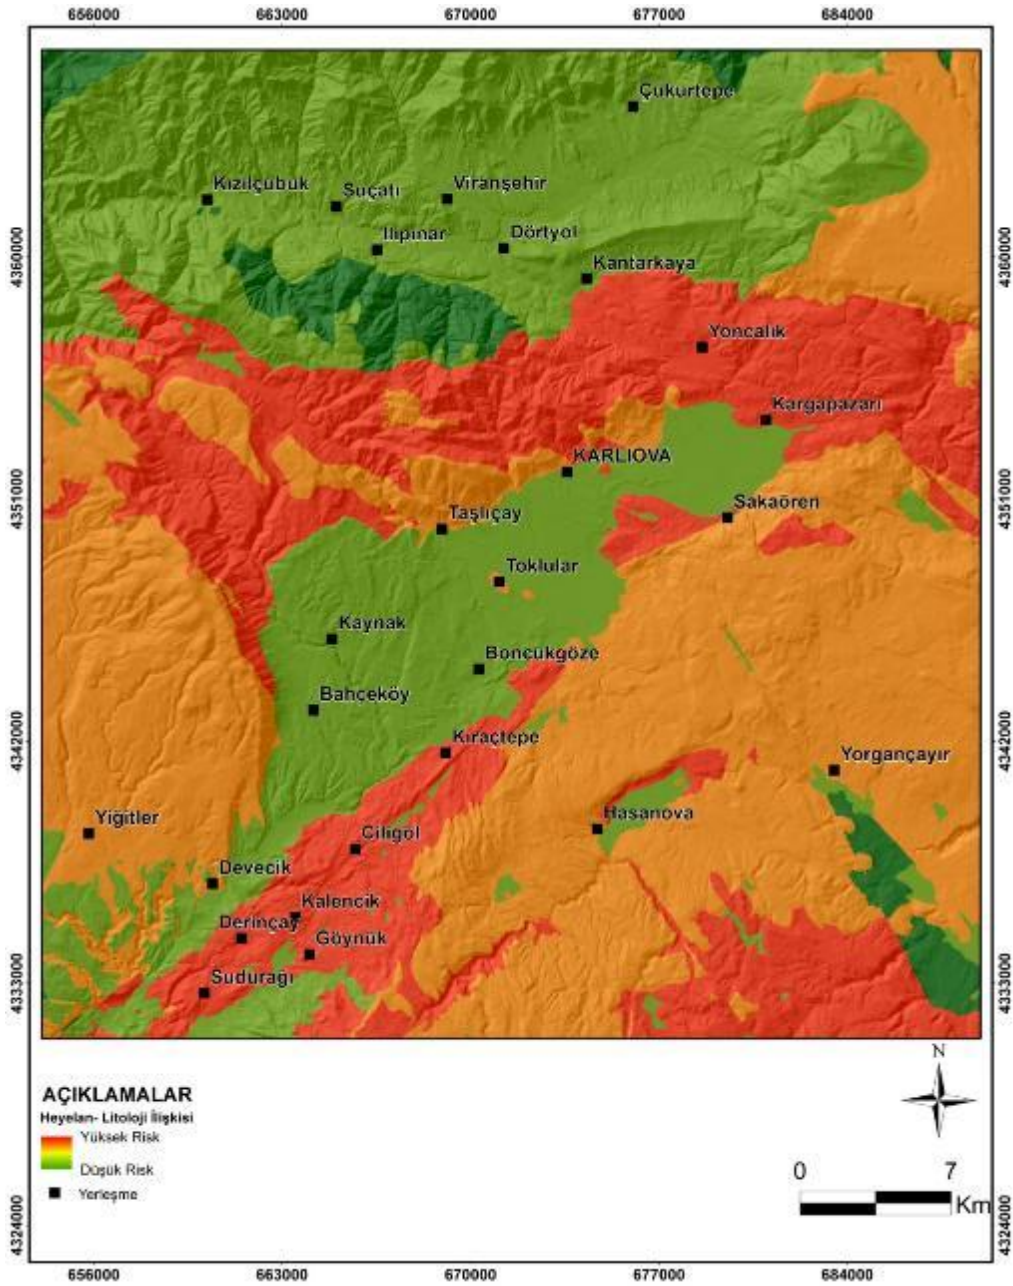 656000 663000 670000 677000 684000
4360000
4351000
4342000
4333000
4324000
Çukurtepe
Kızılçubuk
Suçatı
Viranşehir
Ilıpınar
Dörtyol
Kantarkaya
Yoncalık
Kargapazarı
KARLIOVA
Sakaören
Taşlıçay
Toklular
Kaynak
Boncukgöze
Bahçeköy
Kıraçtepe
Yorgançayır
Yiğitler
Hasanova
Ciligöl
Devecik
Kalencik
Derinçay
Göynük
Sudurağı
4360000
4351000
4342000
4333000
4324000
AÇIKLAMALAR
Heyelan- Litoloji İlişkisi
Yüksek Risk
Düşük Risk
Yerleşme
N
0 7
Km
656000 663000 670000 677000 684000